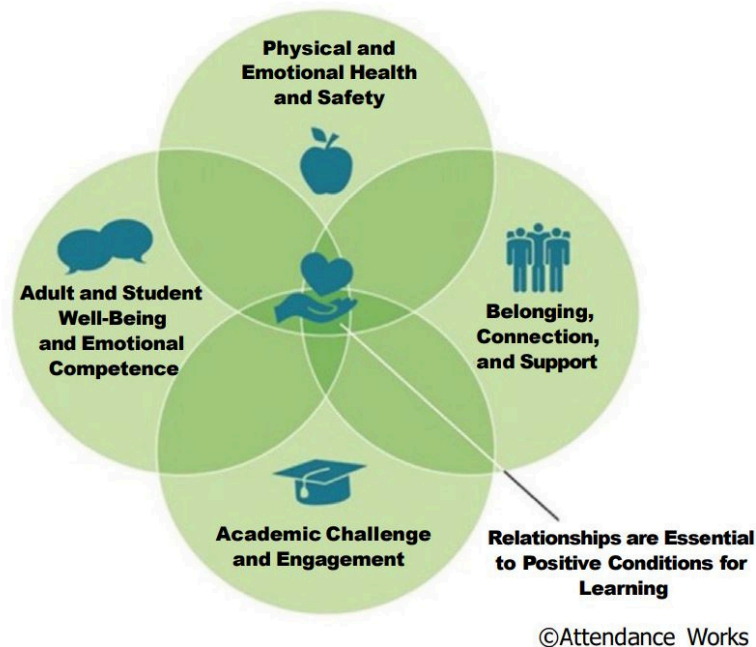 Physical and
Emotional Health
and Safety
Adult and Student
Well-Being
and Emotional
Competence
Belonging,
Connection,
and Support
Academic Challenge
and Engagement
Relationships are Essential
to Positive Conditions for
Learning
©Attendance Works